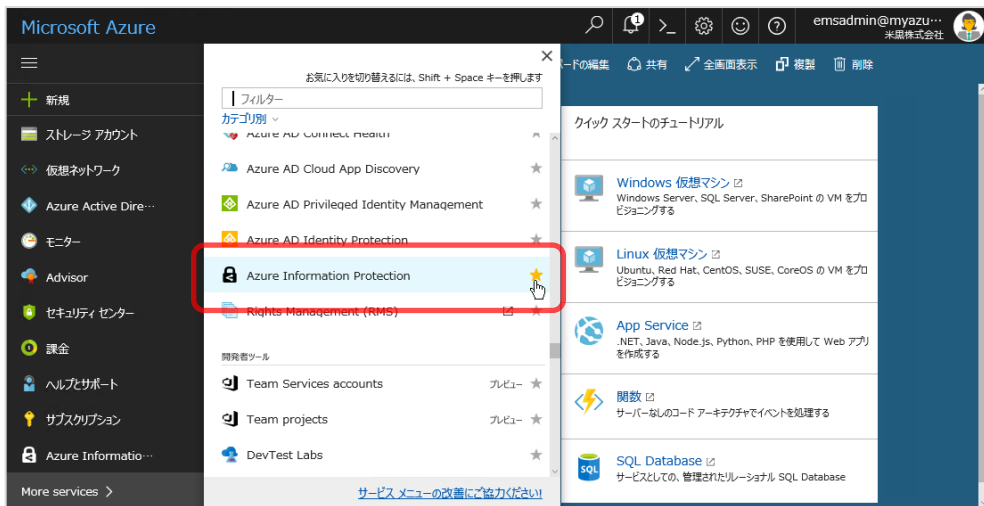 Microsoft Azure
1
emsadmin@myazu…
米黒株式会社
ードの編集
共有
全画面表示
複製
削除
新規
ストレージ アカウント
仮想ネットワーク
Azure Active Dire…
モニター
Advisor
セキュリティ センター
課金
ヘルプとサポート
サブスクリプション
Azure Informatio…
More services >
お気に入りを切り替えるには、Shift + Space キーを押します
フィルター
カテゴリ別
Azure AD Connect Health
Azure AD Cloud App Discovery
Azure AD Privileged Identity Management
Azure AD Identity Protection
Azure Information Protection
Rights Management (RMS)
開発者ツール
Team Services accounts プレビュー
Team projects プレビュー
DevTest Labs
サービス メニューの改善にご協力ください!
クイック スタートのチュートリアル
Windows 仮想マシン
Windows Server、SQL Server、SharePoint の VM をプロ
ビジョニングする
Linux 仮想マシン
Ubuntu、Red Hat、CentOS、SUSE、CoreOS の VM をプロ
ビジョニングする
App Service
.NET、Java、Node.js、Python、PHP を使用して Web アプリ
を作成する
関数
サーバーなしのコード アーキテクチャでイベントを処理する
SQL
SQL Database
サービスとしての、管理されたリレーショナル SQL Database